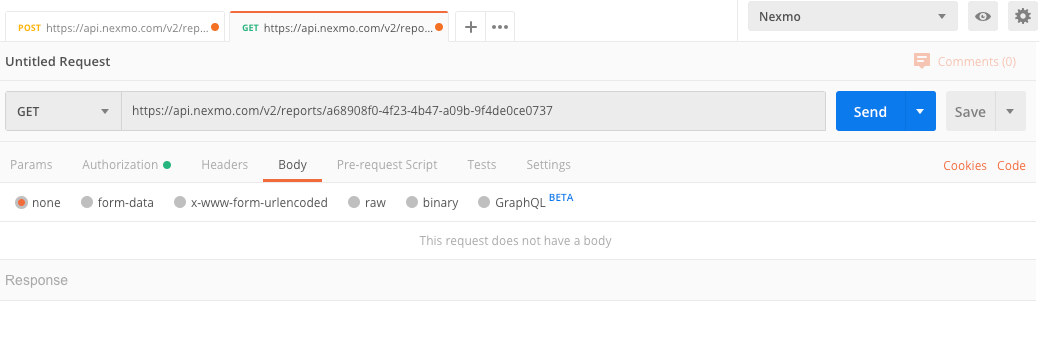 POST https://api.nexmo.com/v2/rep... GET https://api.nexmo.com/v2/repo... + ••• Nexmo
Untitled Request Comments (0)
GET https://api.nexmo.com/v2/reports/a68908f0-4f23-4b47-a09b-9f4de0ce0737 Send Save
Params Authorization Headers Body Pre-request Script Tests Settings Cookies Code
none form-data x-www-form-urlencoded raw binary GraphQL BETA
This request does not have a body
Response